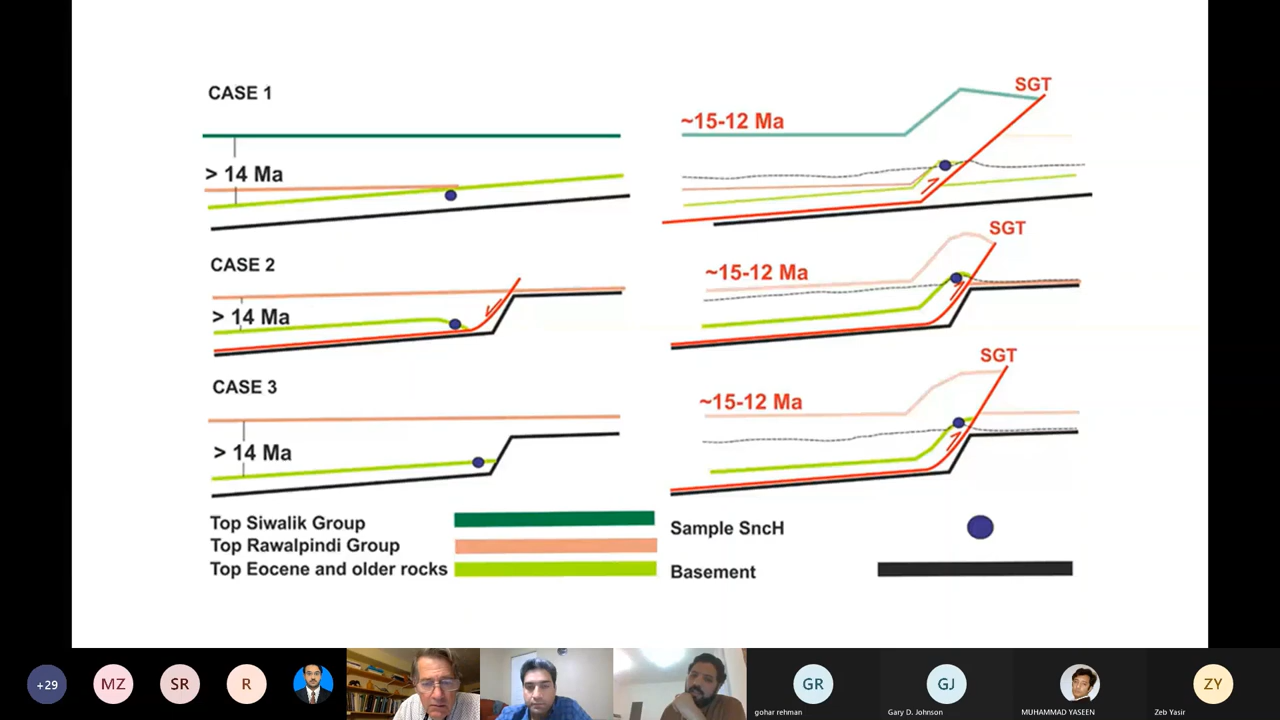 CASE 1
> 14 Ma
~15-12 Ma
SGT
CASE 2
> 14 Ma
~15-12 Ma
SGT
CASE 3
> 14 Ma
~15-12 Ma
SGT
Top Siwalik Group
Top Rawalpindi Group
Top Eocene and older rocks
Sample SncH
Basement
+29
MZ
SR
R
GR
gohar rehman
GJ
Gary D. Johnson
MUHAMMAD YASEEN
ZY
Zeb Yasir